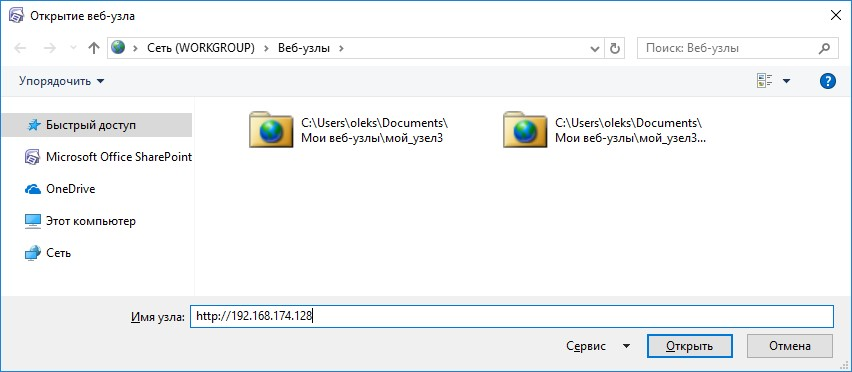 Открытие веб-узла
Сеть (WORKGROUP) Веб-узлы
Поиск: Веб-узлы
Упорядочить
Быстрый доступ
Microsoft Office SharePoint
OneDrive
Этот компьютер
Сеть
C:\Users\oleks\Documents\
Мои веб-узлы\мой_узел3
C:\Users\oleks\Documents\
Мои веб-узлы\мой_узел3...
Имя узла: http://192.168.174.128
Сервис
Открыть
Отмена